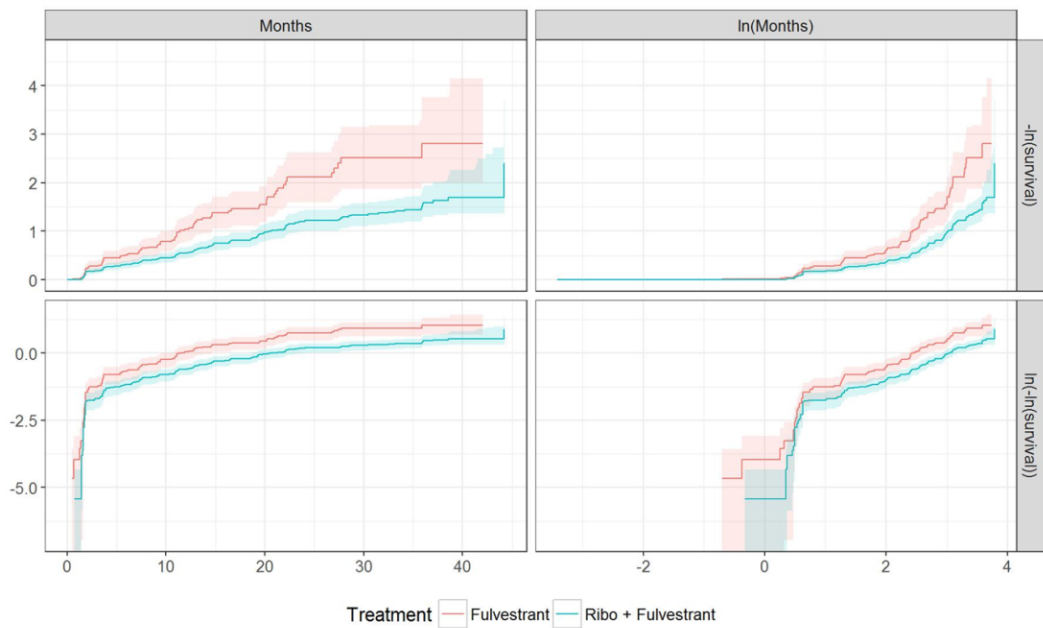 Months
ln(Months)
4
3
2
1
0
-ln(survival)
0.0
-2.5
-5.0
ln(-ln(survival))
0 10 20 30 40
-2 0 2 4
Treatment Fulvestrant Ribo + Fulvestrant